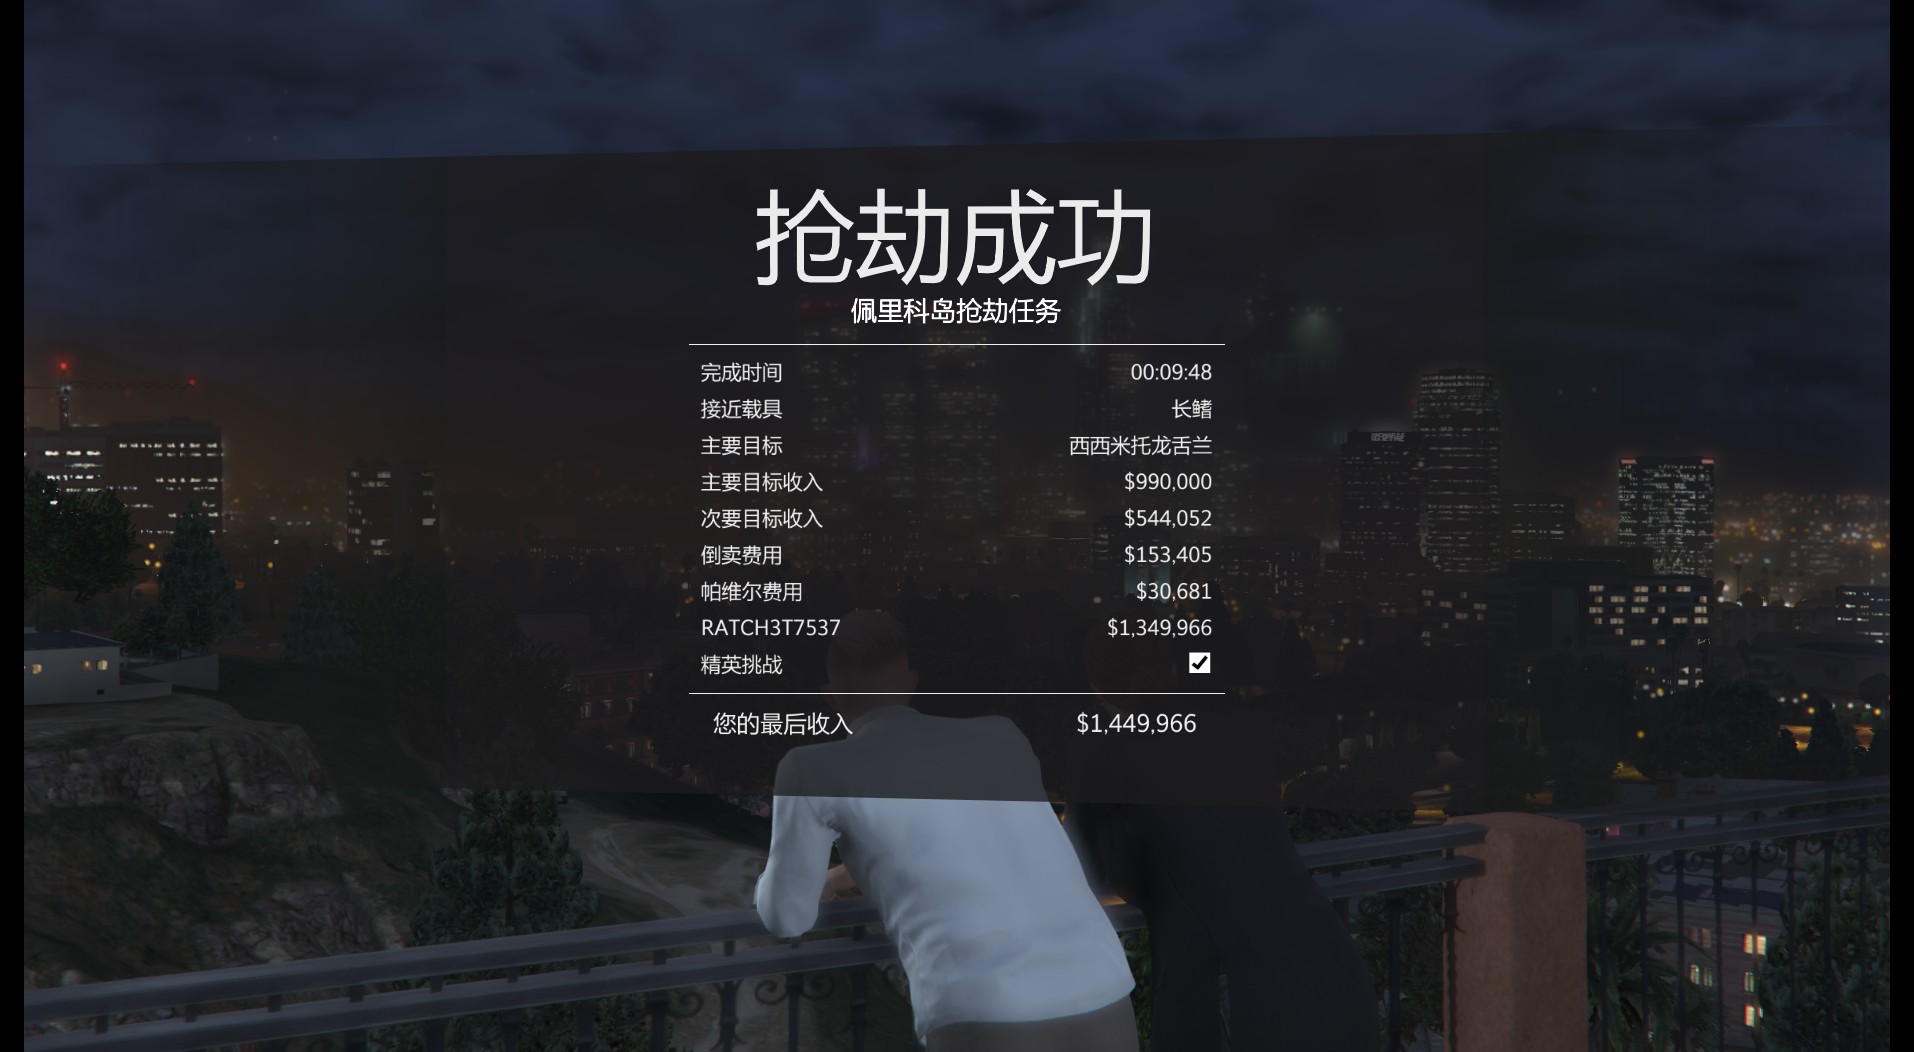 抢劫成功
佩里科岛抢劫任务
完成时间 00:09:48
接近载具 长鳍
主要目标 西西米托龙舌兰
主要目标收入 $990,000
次要目标收入 $544,052
倒卖费用 $153,405
帕维尔费用 $30,681
RATCH3T7537 $1,349,966
精英挑战
您的最后收入 $1,449,966